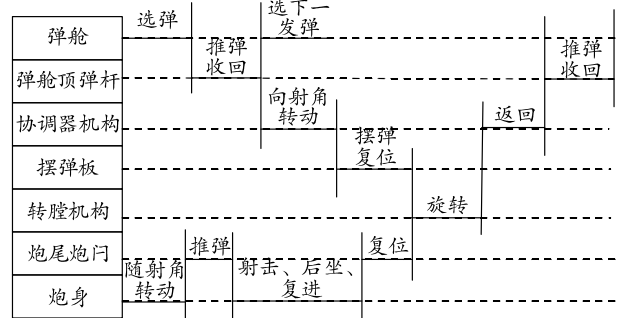 弹舱
弹舱顶弹杆
协调器机构
摆弹板
转膛机构
炮尾炮闩
炮身
选弹
推弹
收回
选下一
发弹
向射角
转动
摆弹
复位
旋转
返回
推弹
收回
随射角
转动
推弹
射击、后坐、
复进
复位